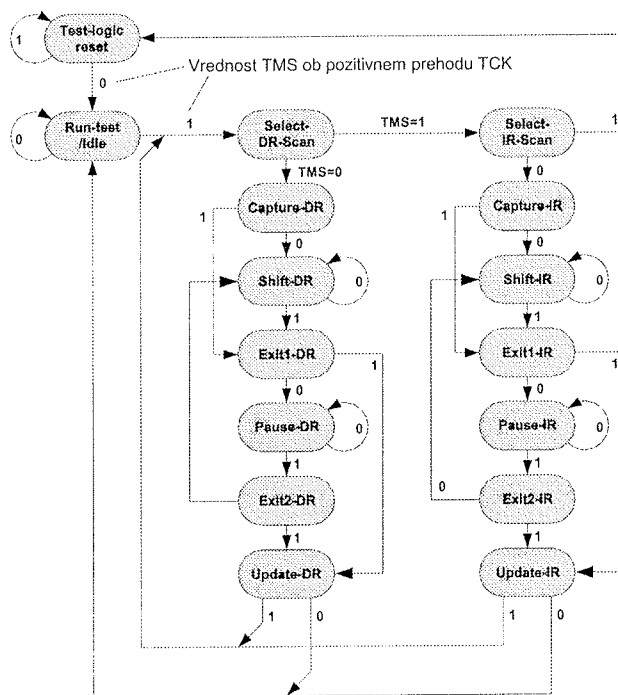 Test-logic
reset
1
0
Vrednost TMS ob pozitivnem prehodu TCK
Run-test
/Idle
0
1
Select-
DR-Scan
TMS=1
Select-
IR-Scan
1
TMS=0
0
Capture-DR
Capture-IR
1
0
1
0
Shift-DR
0
Shift-IR
0
1
1
Exit1-DR
1
Exit1-IR
1
0
0
Pause-DR
0
Pause-IR
0
1
1
Exit2-DR
0
Exit2-IR
1
1
Update-DR
Update-IR
1
0
1
0